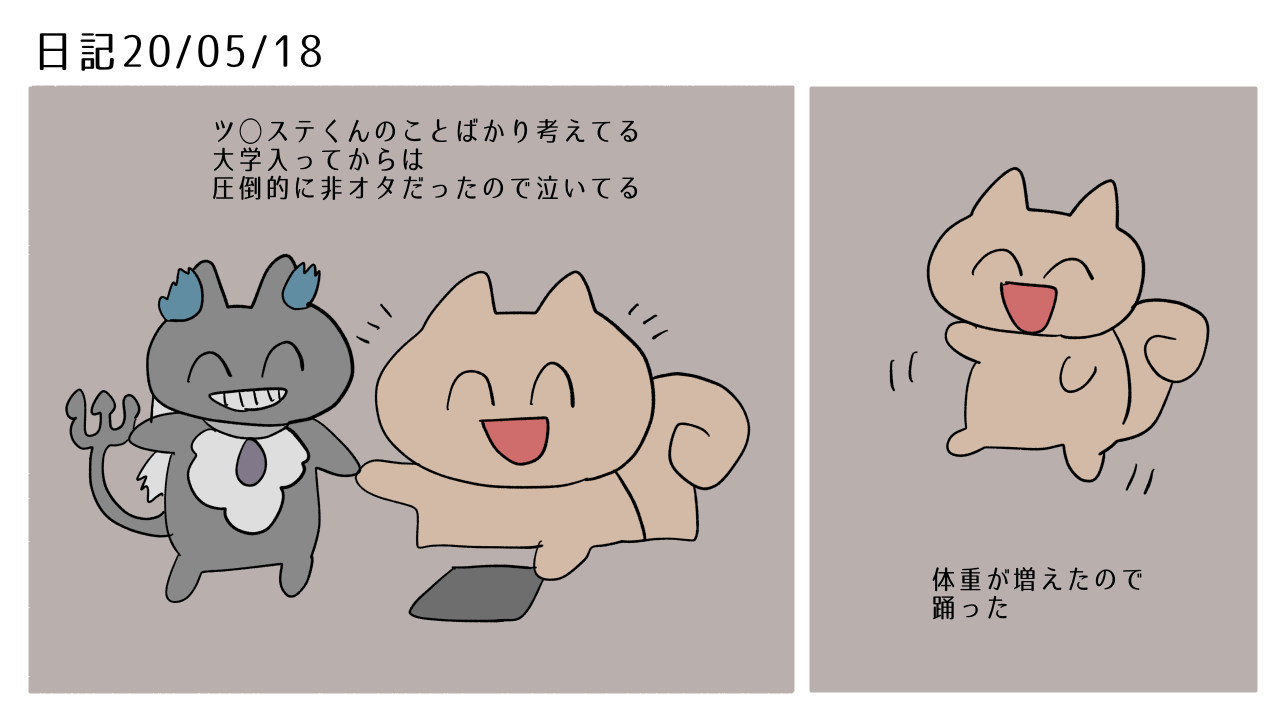 日記20/05/18
ツ〇ステくんのことばかり考えてる
大学入ってからは
圧倒的に非オタだったので泣いてる
体重が増えたので
踊った